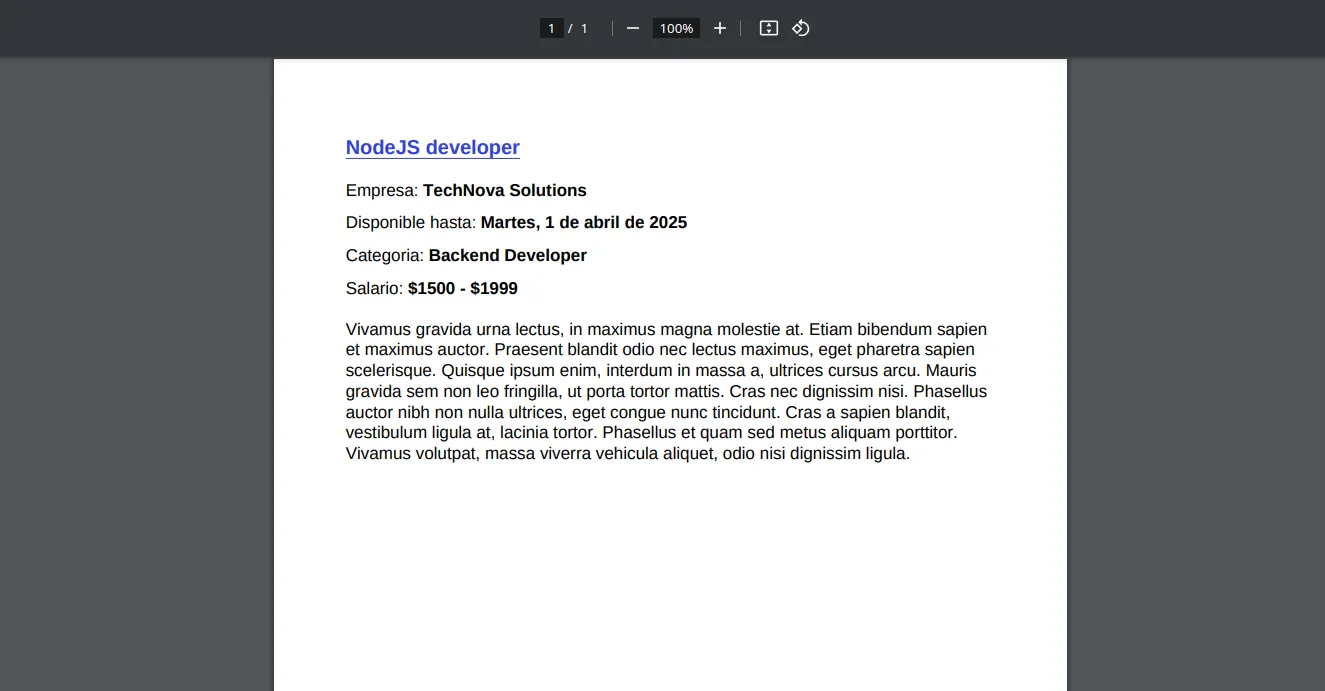 1 / 1 100%
NodeJS developer
Empresa: TechNova Solutions
Disponible hasta: Martes, 1 de abril de 2025
Categoria: Backend Developer
Salario: $1500 - $1999
Vivamus gravida urna lectus, in maximus magna molestie at. Etiam bibendum sapien
et maximus auctor. Praesent blandit odio nec lectus maximus, eget pharetra sapien
scelerisque. Quisque ipsum enim, interdum in massa a, ultrices cursus arcu. Mauris
gravida sem non leo fringilla, ut porta tortor mattis. Cras nec dignissim nisi. Phasellus
auctor nibh non nulla ultrices, eget congue nunc tincidunt. Cras a sapien blandit,
vestibulum ligula at, lacinia tortor. Phasellus et quam sed metus aliquam porttitor.
Vivamus volutpat, massa viverra vehicula aliquet, odio nisi dignissim ligula.